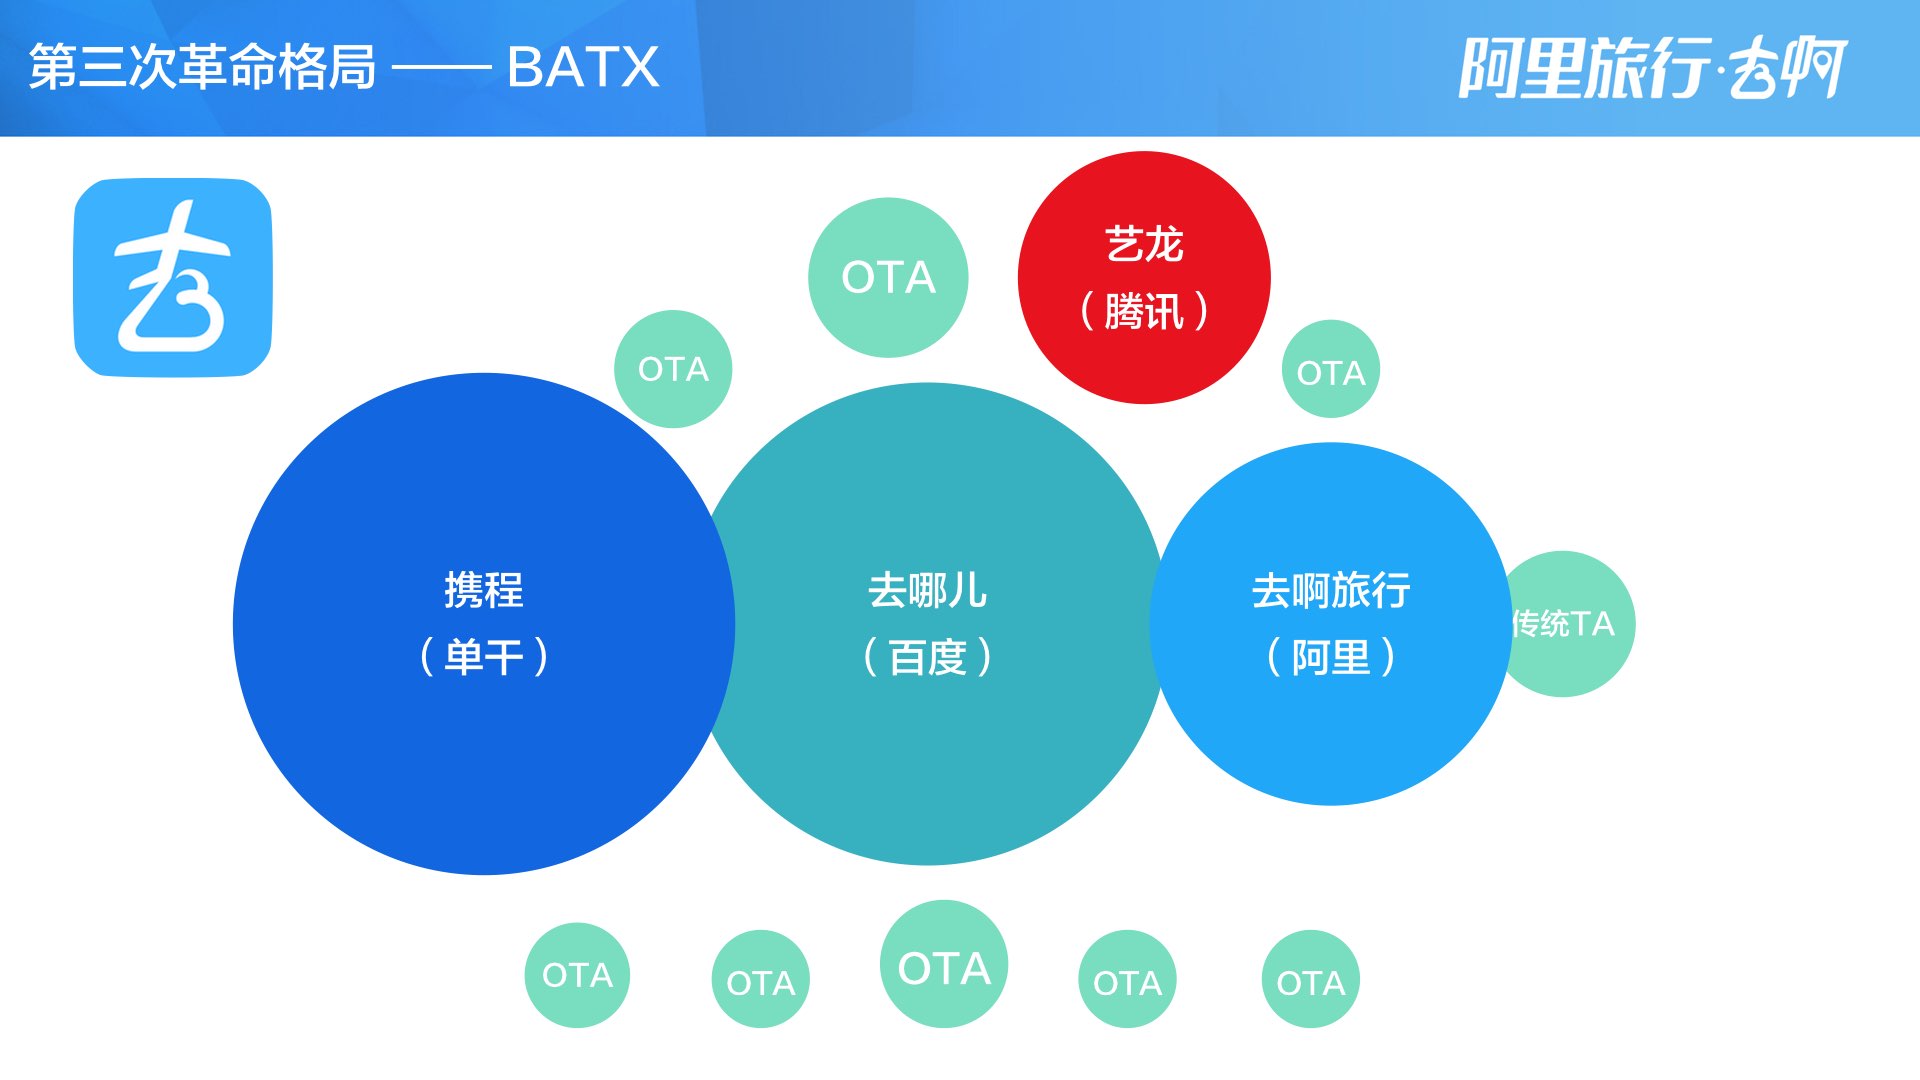 第三次革命格局 —— BATX
阿里旅行·去啊
去
OTA
艺龙
（腾讯）
OTA
OTA
携程
（单干）
去哪儿
（百度）
去啊旅行
（阿里）
传统TA
OTA
OTA
OTA
OTA
OTA